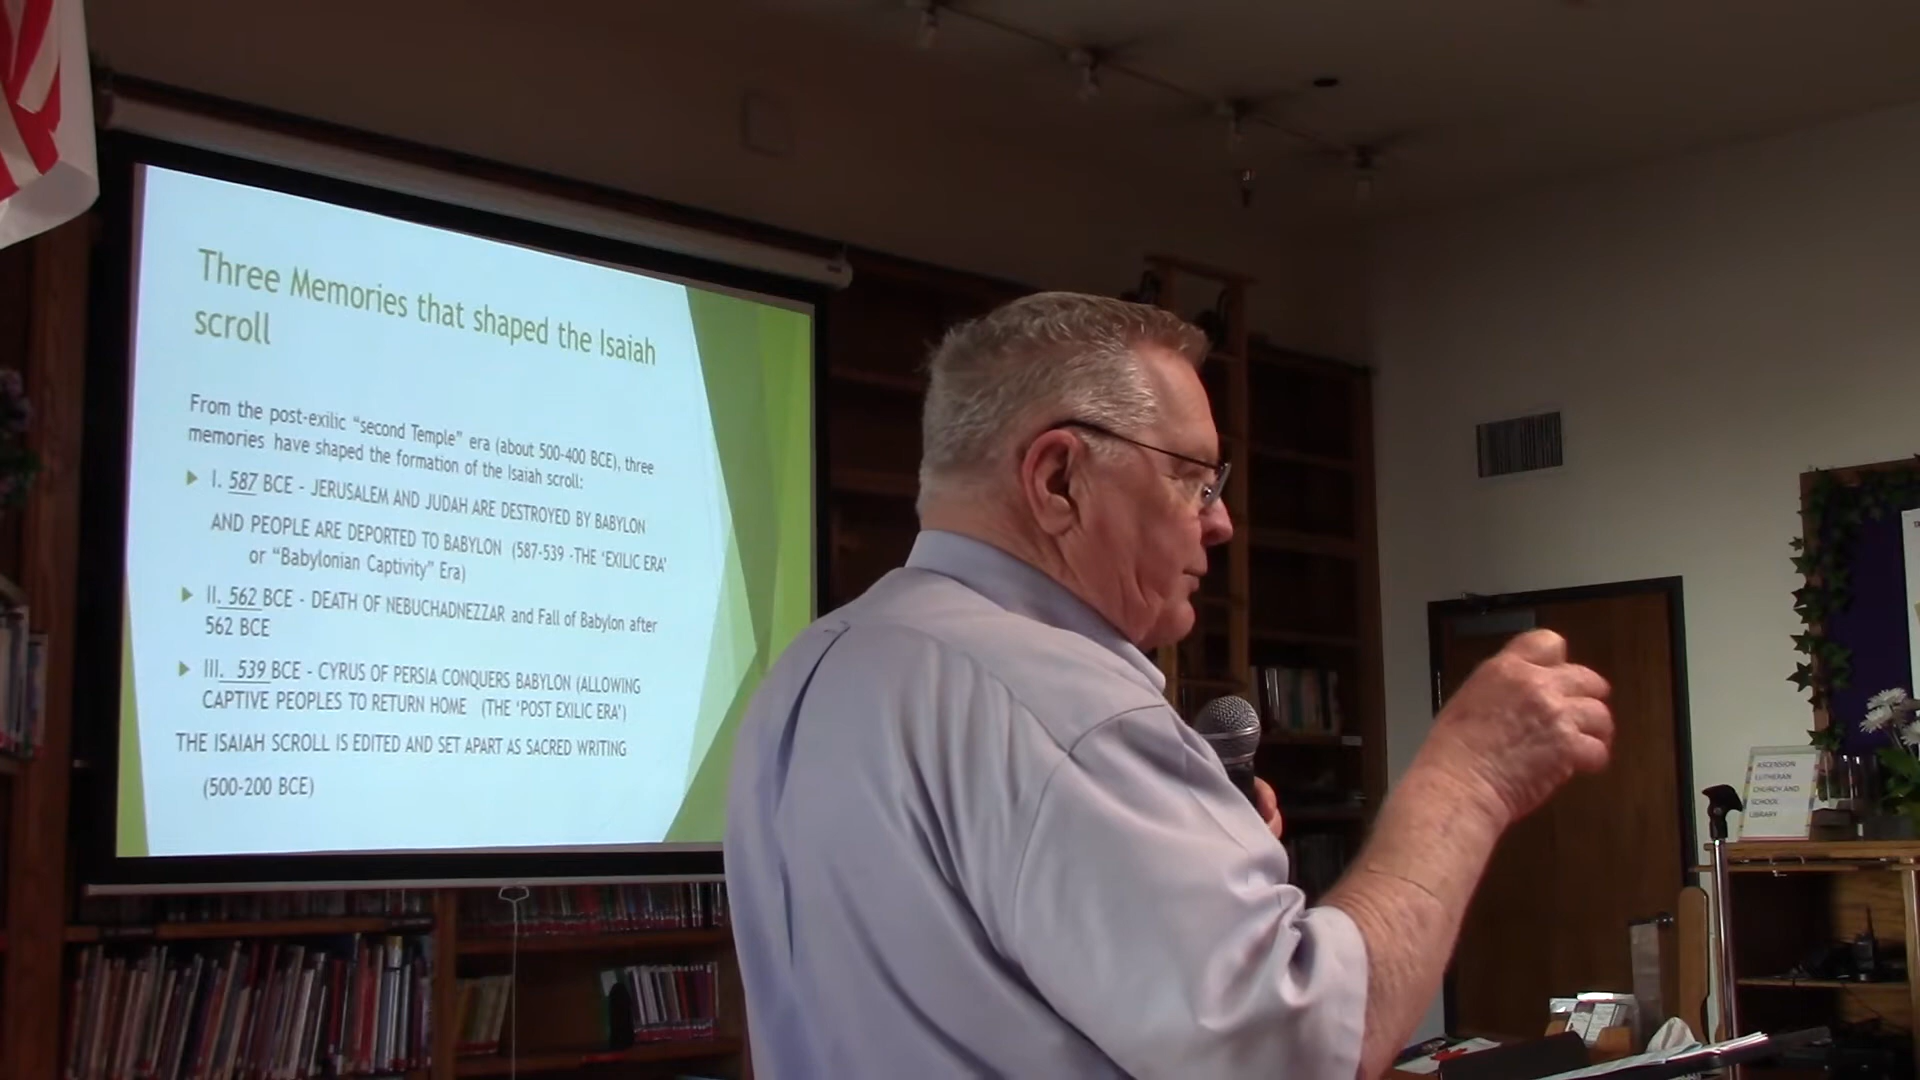 Three Memories that shaped the Isaiah
scroll
From the post-exilic “second Temple” era (about 500-400 BCE), three
memories have shaped the formation of the Isaiah scroll:
I. 587 BCE - JERUSALEM AND JUDAH ARE DESTROYED BY BABYLON
AND PEOPLE ARE DEPORTED TO BABYLON (587-539 -THE ‘EXILIC ERA’
or “Babylonian Captivity” Era)
II. 562 BCE - DEATH OF NEBUCHADNEZZAR and Fall of Babylon after
562 BCE
III. 539 BCE - CYRUS OF PERSIA CONQUERS BABYLON (ALLOWING
CAPTIVE PEOPLES TO RETURN HOME (THE ‘POST EXILIC ERA’)
THE ISAIAH SCROLL IS EDITED AND SET APART AS SACRED WRITING
(500-200 BCE)
ASCENSION
LUTHERAN
CHURCH AND
SCHOOL
LIBRARY